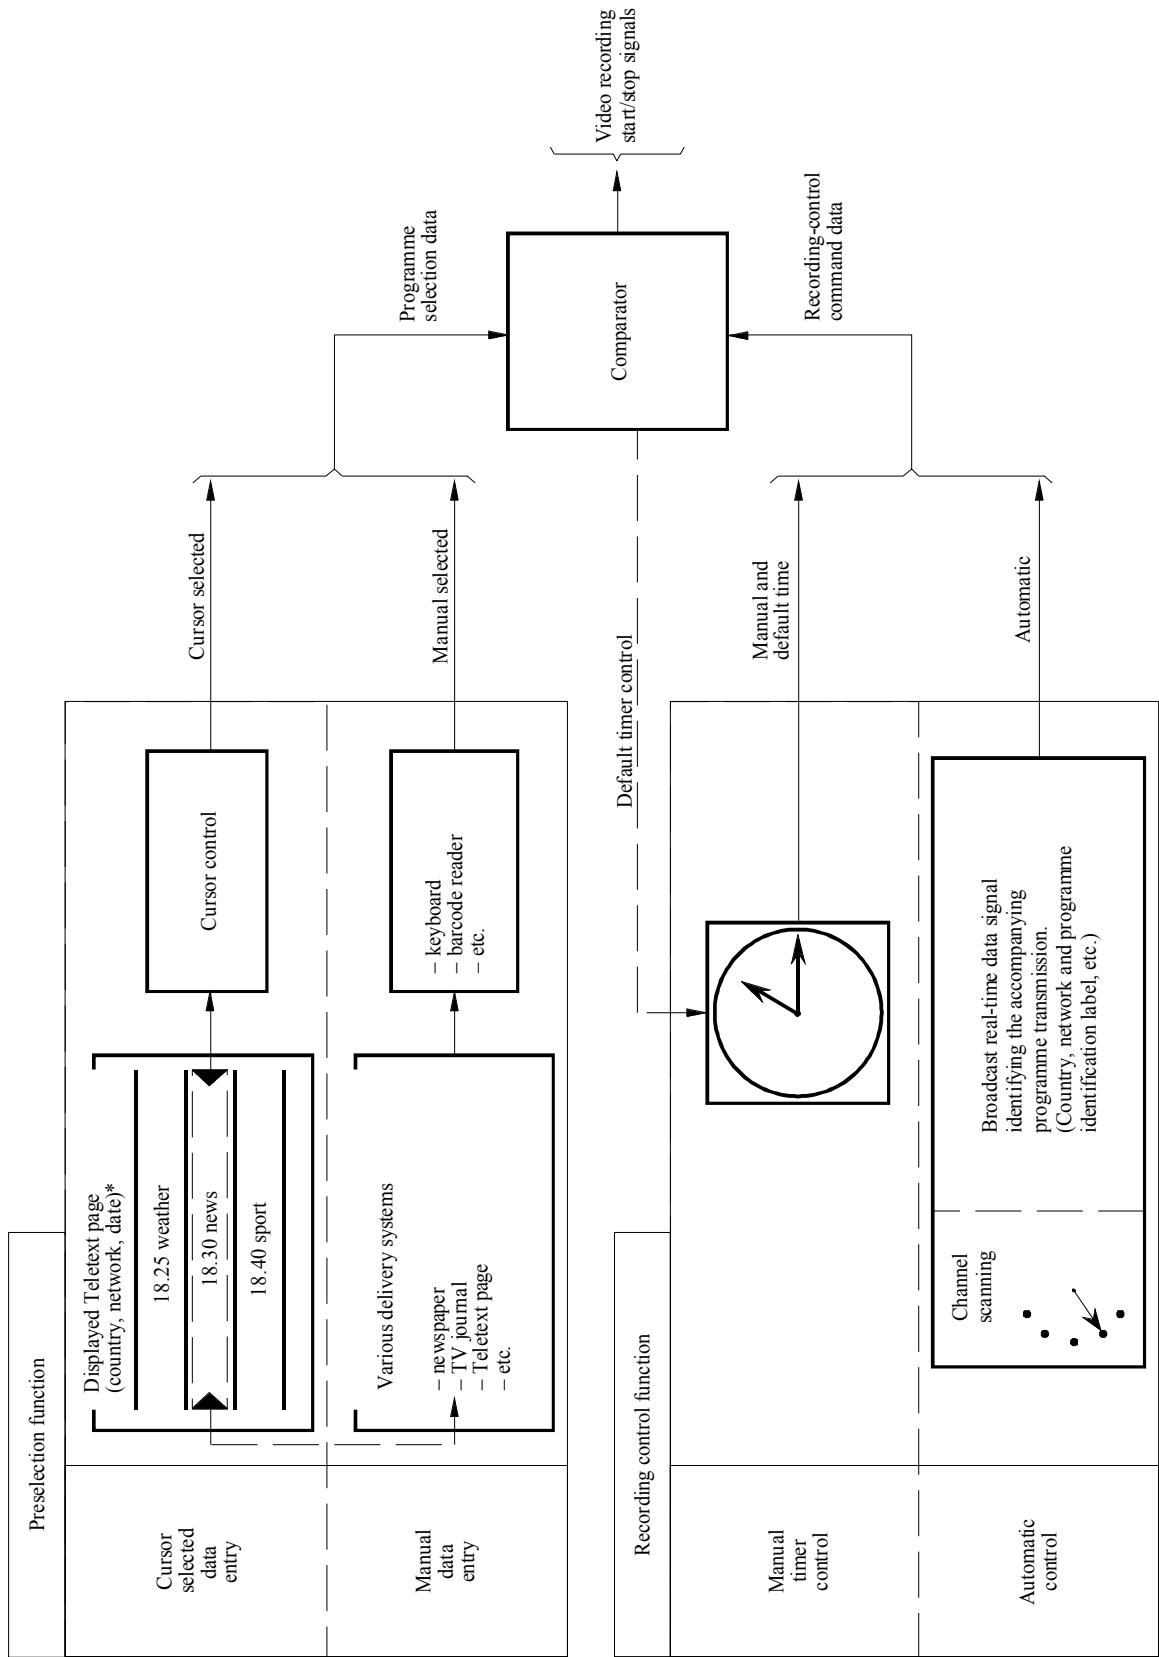 Preselection function
Cursor
selected
data
entry
Displayed Teletext page
(country, network, date)*
18.25 weather
18.30 news
18.40 sport
Cursor control
Cursor selected
Manual
data
entry
Various delivery systems
– newspaper
– TV journal
– Teletext page
– etc.
– keyboard
– barcode reader
– etc.
Manual selected
Programme
selection data
Comparator
Video recording
start/stop signals
Default timer control
Recording-control
command data
Recording control function
Manual
timer
control
Manual and
default time
Automatic
control
Channel
scanning
Broadcast real-time data signal
identifying the accompanying
programme transmission.
(Country, network and programme
identification label, etc.)
Automatic